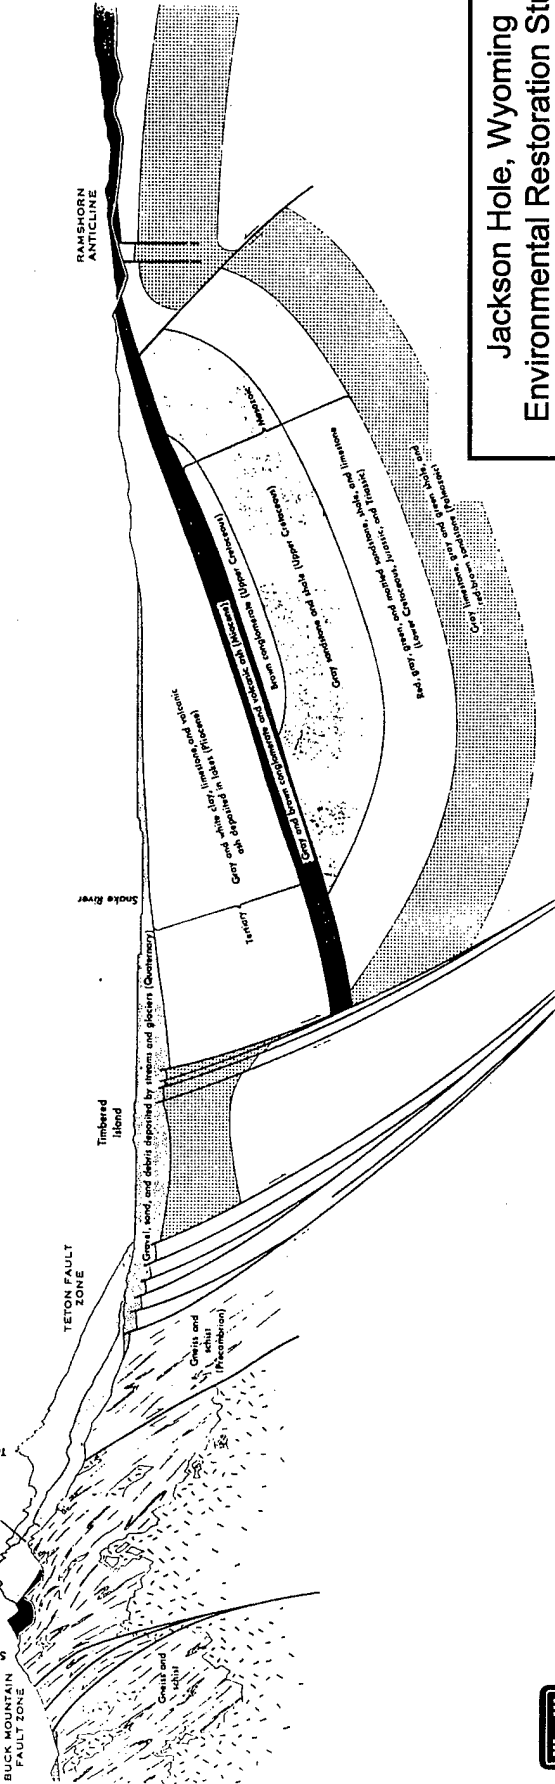 BUCK MOUNTAIN
FAULT ZONE
Gneiss and
schist
TETON FAULT
ZONE
Gneiss and
schist
(Precambrian)
Timbered
Island
Gravel, sand, and debris deposited by streams and glaciers (Quaternary)
Snake River
Tertiary
Gray and white clay, limestone, and volcanic
ash deposited in lakes (Pliocene)
Gray and brown conglomerate and volcanic ash (Miocene)
Brown conglomerate (Upper Cretaceous)
Gray sandstone and shale (Upper Cretaceous)
Mesozoic
Red, gray, green, and marled sandstone, shale, and limestone
(Lower Cretaceous, Jurassic, and Triassic)
Gray limestone, gray and green shale, and
red-brown sandstone (Paleozoic)
RAMSHORN
ANTICLINE
Jackson Hole, Wyoming
Environmental Restoration Stu